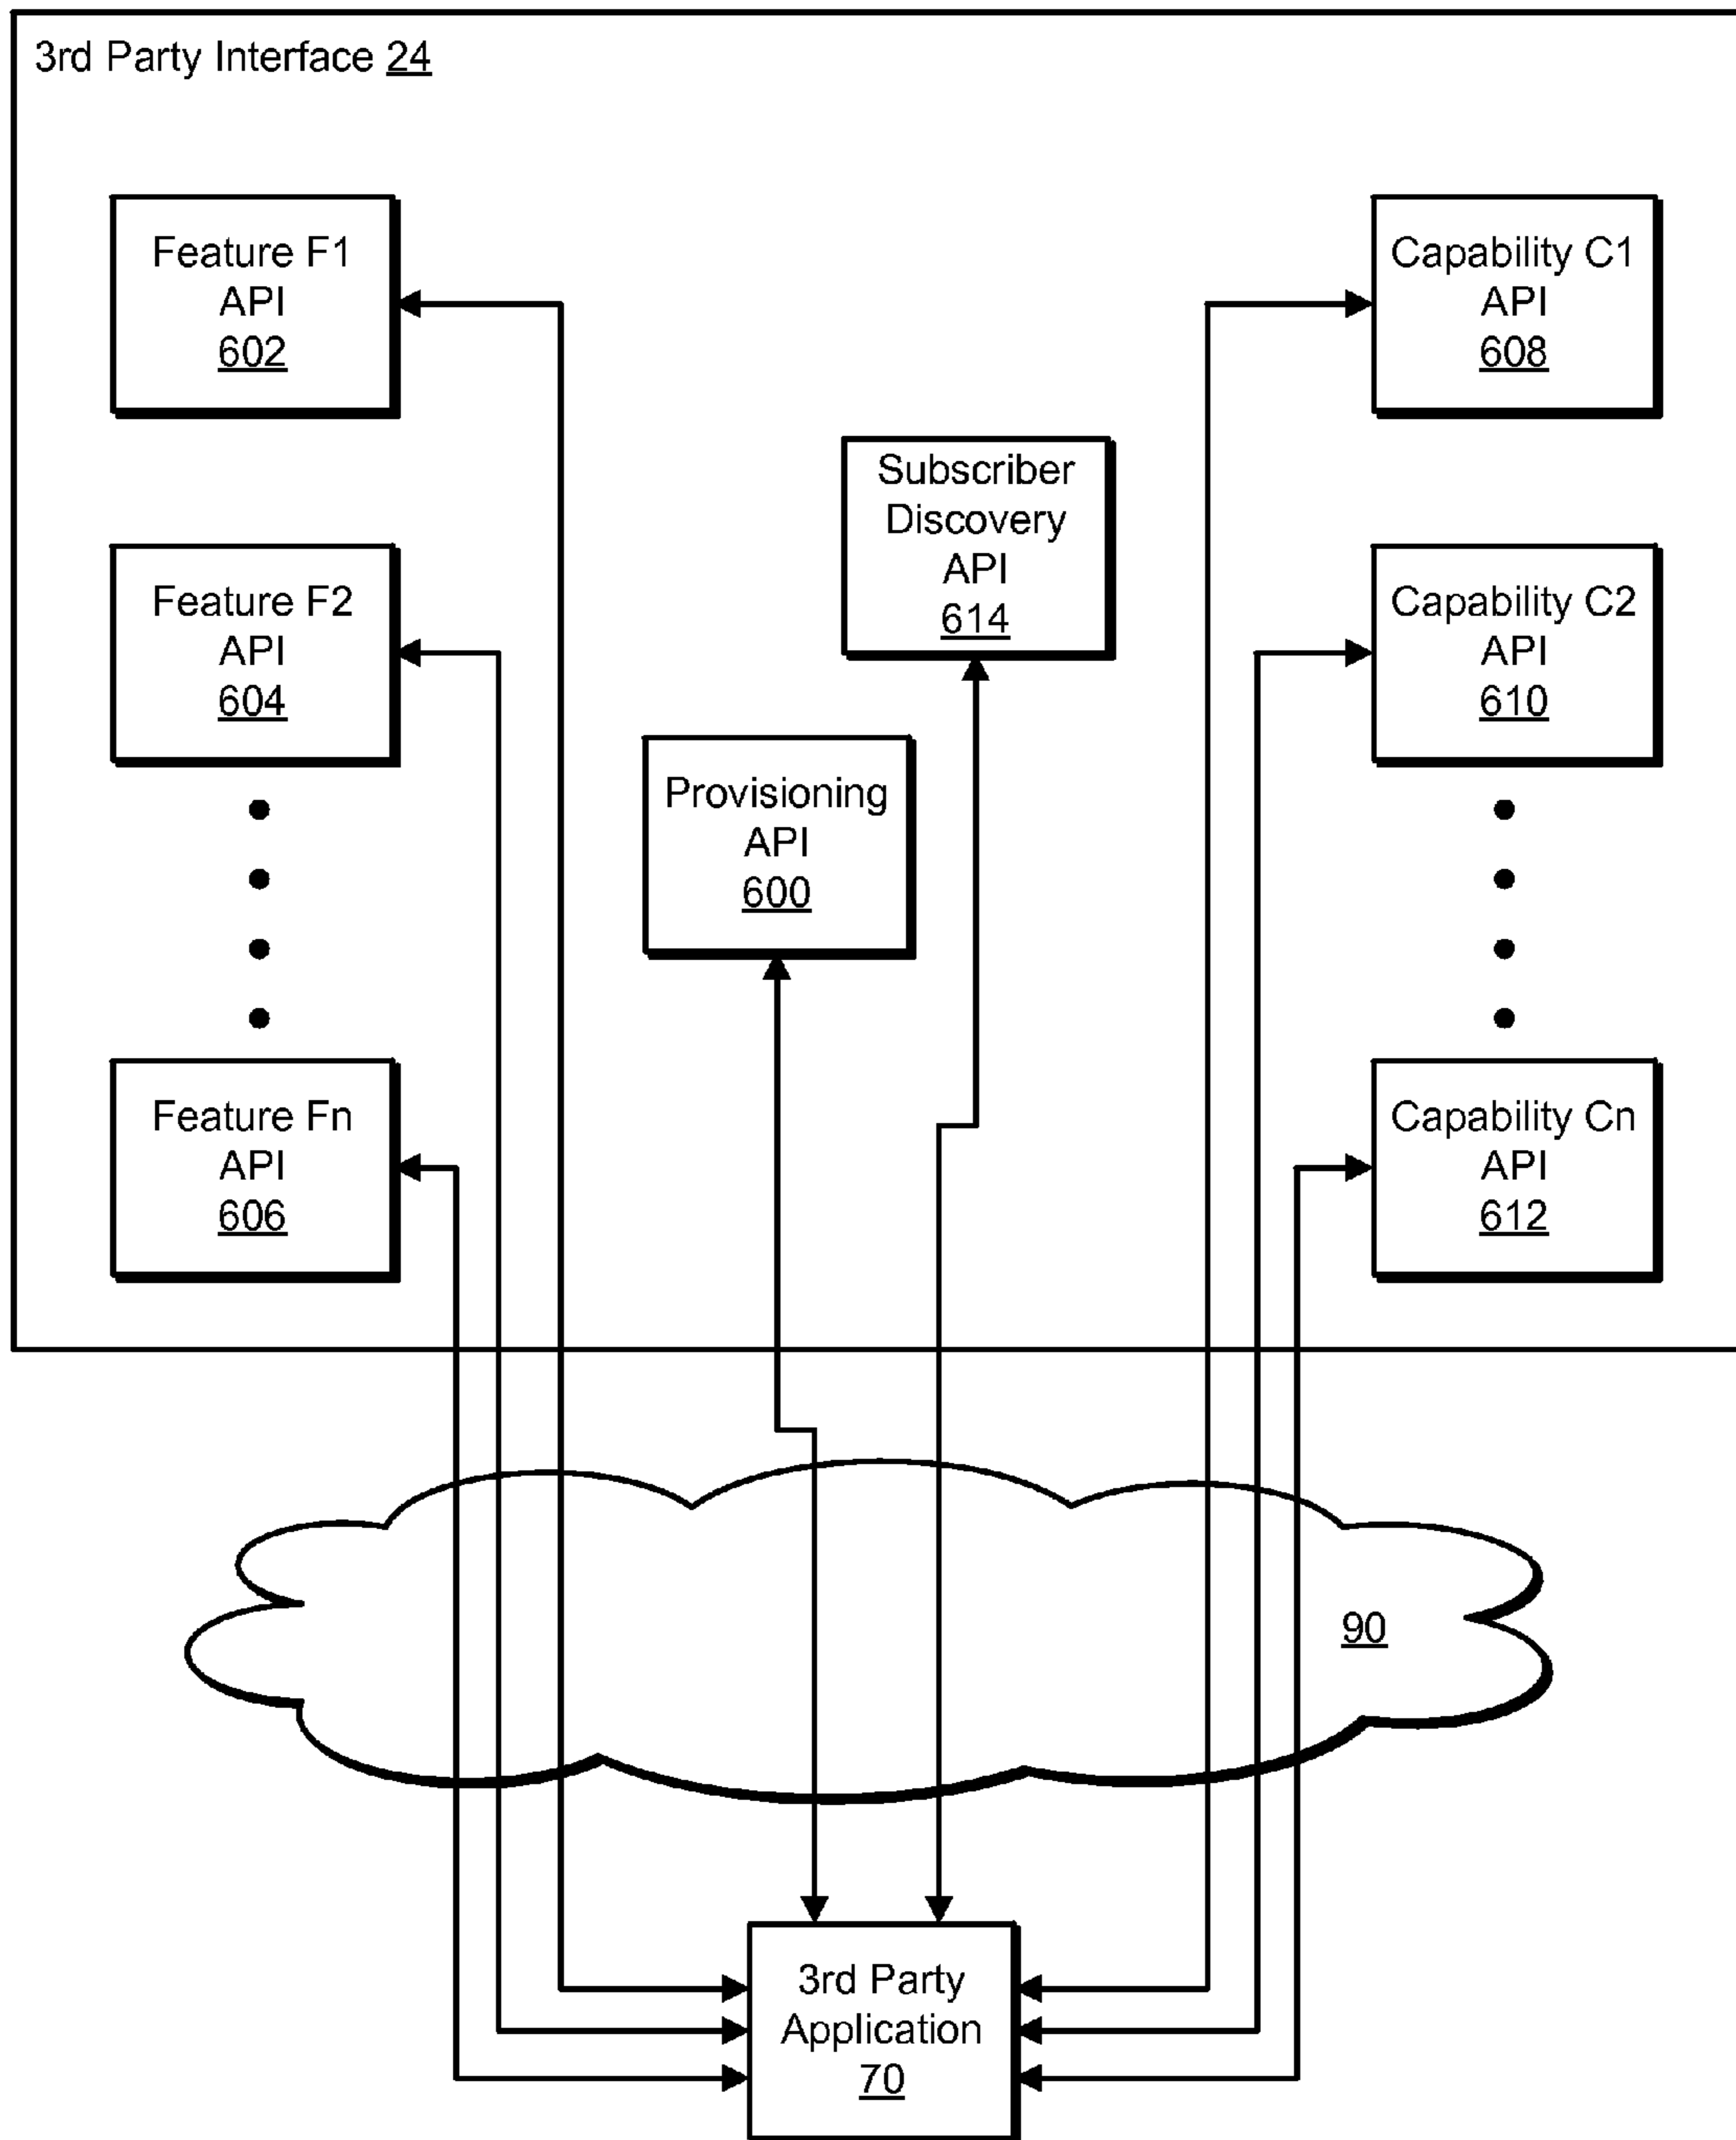 3rd Party Interface 24
Feature F1
API
602
Capability C1
API
608
Subscriber
Discovery
API
614
Feature F2
API
604
Capability C2
API
610
Provisioning
API
600
Feature Fn
API
606
Capability Cn
API
612
90
3rd Party
Application
70